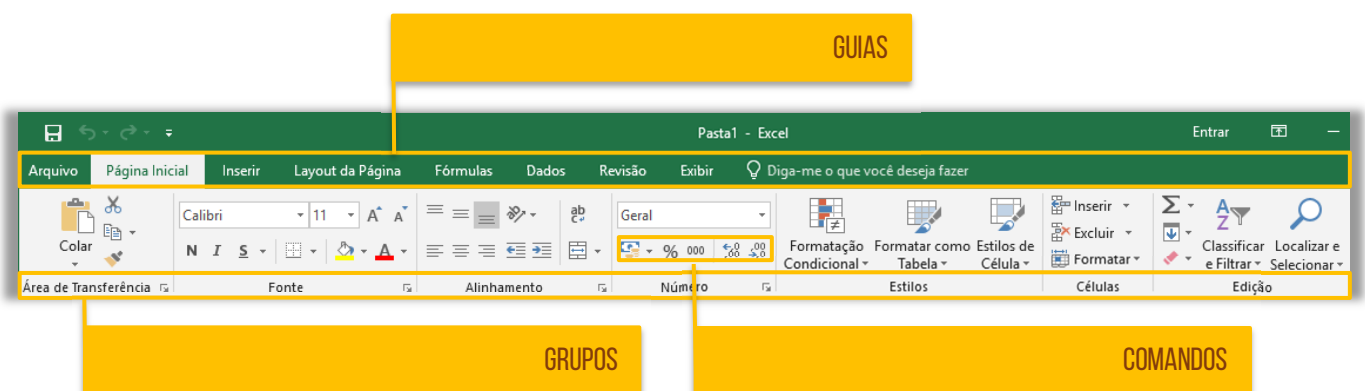 GUIAS
Pasta1 - Excel Entrar
Arquivo Página Inicial Inserir Layout da Página Fórmulas Dados Revisão Exibir Diga-me o que você deseja fazer
Calibri 11 A A ab c Geral Inserir
Colar N I S A % 000 Formatação Condicional Formatar como Tabela Estilos de Célula Excluir Classificar e Filtrar Localizar e Selecionar
Formatar
Área de Transferência Fonte Alinhamento Número Estilos Células Edição
GRUPOS COMANDOS